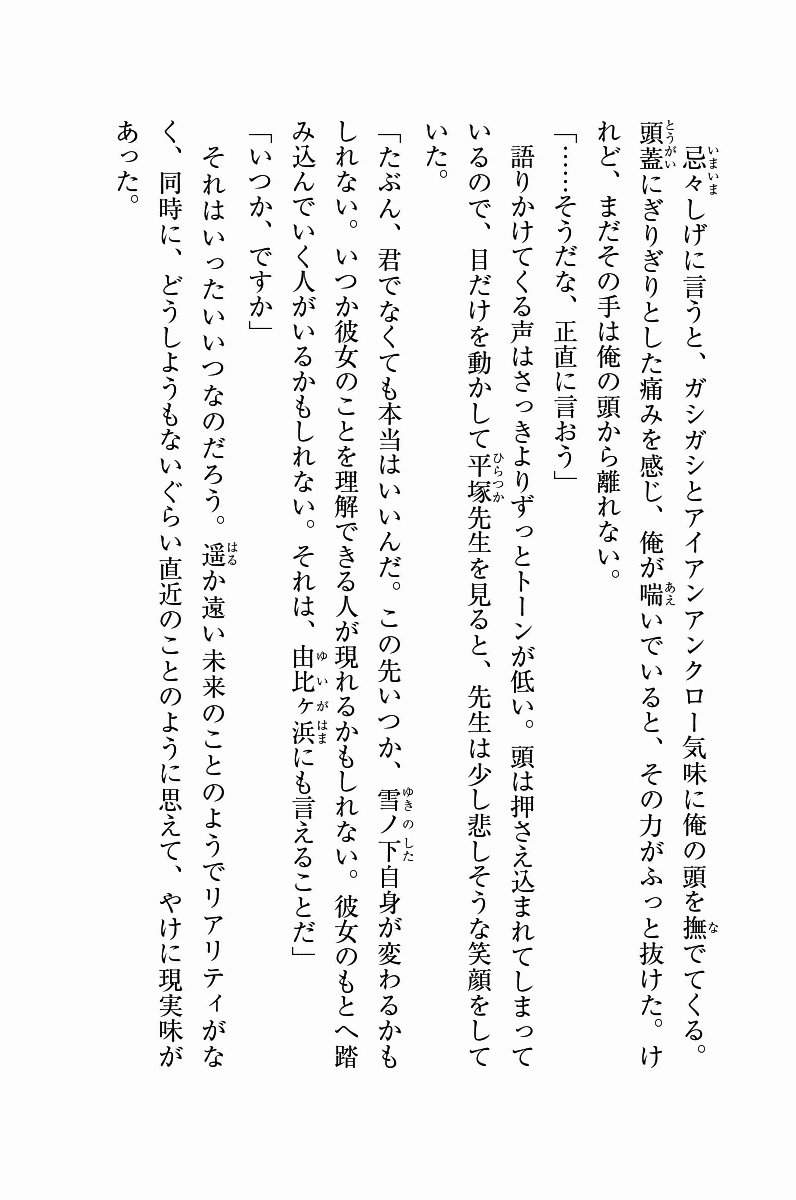 忌々しげに言うと、ガシガシとアイアンアンクロー気味に俺の頭を撫でてくる。
頭蓋にぎりぎりとした痛みを感じ、俺が喘いでいると、その力がふっと抜けた。け
れど、まだその手は俺の頭から離れない。
「……そうだな、正直に言おう」
語りかけてくる声はさっきよりずっとトーンが低い。頭は押さえ込まれてしまって
いるので、目だけを動かして平塚先生を見ると、先生は少し悲しそうな笑顔をして
いた。
「たぶん、君でなくても本当はいいんだ。この先いつか、雪ノ下自身が変わるかも
しれない。いつか彼女のことを理解できる人が現れるかもしれない。彼女のもとへ踏
み込んでいく人がいるかもしれない。それは、由比ヶ浜にも言えることだ」
「いつか、ですか」
それはいったいいつなのだろう。遥か遠い未来のことのようでリアリティがな
く、同時に、どうしようもないぐらい直近のことのように思えて、やけに現実味が
あった。